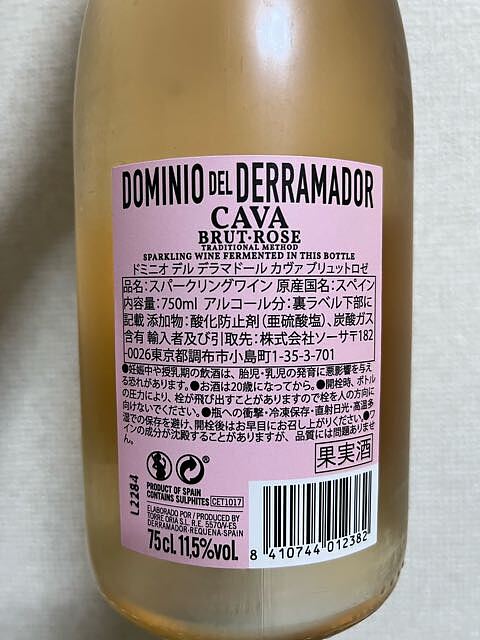 DOMINIO DEL DERRAMADOR
CAVA
BRUT·ROSE
TRADITIONAL METHOD
SPARKLING WINE FERMENTED IN THIS BOTTLE
ドミニオ デル デラマドール カヴァ ブリュットロゼ
品名:スパークリングワイン 原産国名:スペイン
内容量:750ml アルコール分:裏ラベル下部に
記載 添加物:酸化防止剤(亜硫酸塩)、炭酸ガス
含有 輸入者及び引取先:株式会社ソーサ〒182
-0026東京都調布市小島町1-35-3-701
●妊娠中や授乳期の飲酒は、胎児・乳児の発育に悪影響を与え
る恐れがあります。●お酒は20歳になってから。●開栓時、ボトル
の圧力により、栓が飛び出すことがありますので栓を人の方向に
向けないでください。●瓶への衝撃・冷凍保存・直射日光・高温多
湿での保存を避け、開栓後はお早目にお召し上がりください。●ワ
インの成分が沈殿することがありますが、品質には問題ありませ
ん。
果実酒
L2284
PRODUCT OF SPAIN
CONTAINS SULPHITES
CET1017
ELABORADO POR / PRODUCED BY
TORRE ORIA S.L. R.E. 5570/V-ES
DERRAMADOR-REQUENA-SPAIN
75cl 11,5%voL
8 410744 012382